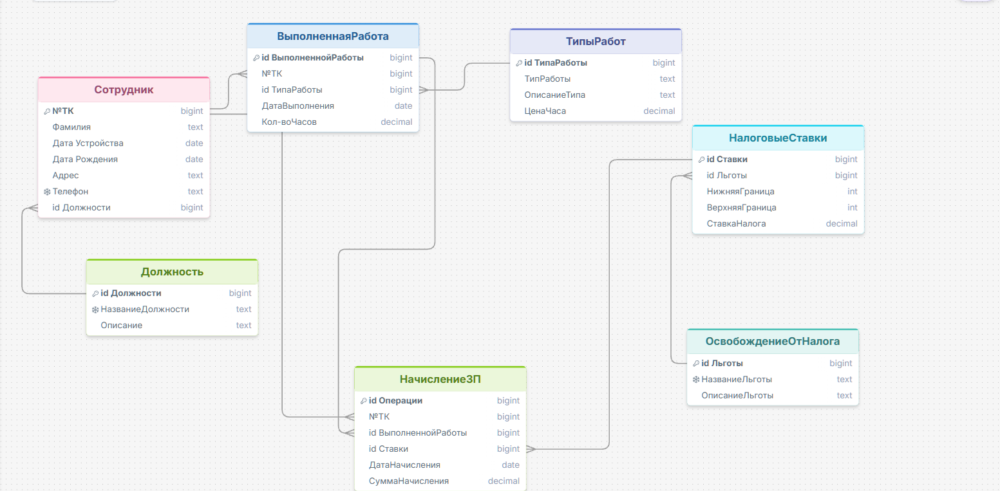 ВыполненнаяРабота
id ВыполненнойРаботы bigint
№ТК bigint
id ТипаРаботы bigint
ДатаВыполнения date
Кол-воЧасов decimal
ТипыРабот
id ТипаРаботы bigint
ТипРаботы text
ОписаниеТипа text
ЦенаЧаса decimal
Сотрудник
№ТК bigint
Фамилия text
Дата Устройства date
Дата Рождения date
Адрес text
Телефон text
id Должности bigint
НалоговыеСтавки
id Ставки bigint
id Льготы bigint
НижняяГраница int
ВерхняяГраница int
СтавкаНалога decimal
Должность
id Должности bigint
НазваниеДолжности text
Описание text
ОсвобождениеОтНалога
id Льготы bigint
НазваниеЛьготы text
ОписаниеЛьготы text
НачислениеЗП
id Операции bigint
№ТК bigint
id ВыполненнойРаботы bigint
id Ставки bigint
ДатаНачисления date
СуммаНачисления decimal